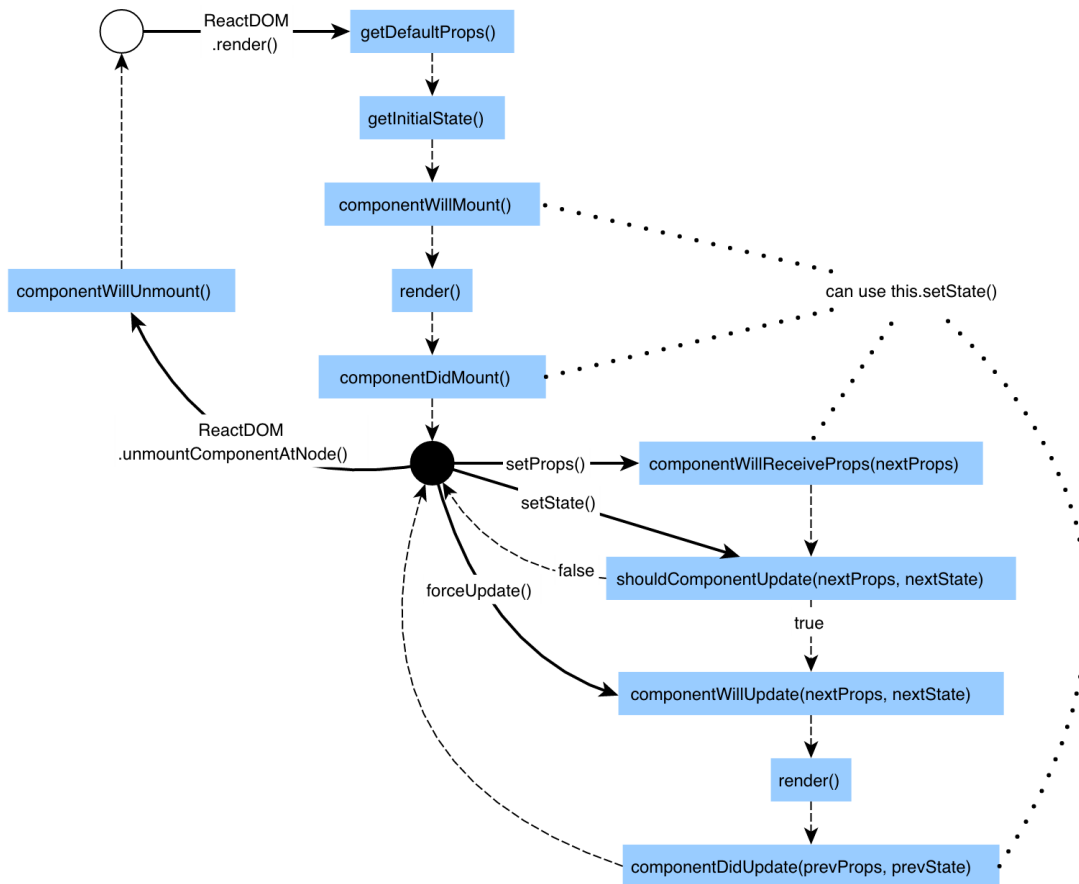 ReactDOM
.render()
getDefaultProps()
getInitialState()
componentWillMount()
componentWillUnmount()
render()
can use this.setState()
componentDidMount()
ReactDOM
.unmountComponentAtNode()
setProps()
componentWillReceiveProps(nextProps)
setState()
false
shouldComponentUpdate(nextProps, nextState)
forceUpdate()
true
componentWillUpdate(nextProps, nextState)
render()
componentDidUpdate(prevProps, prevState)